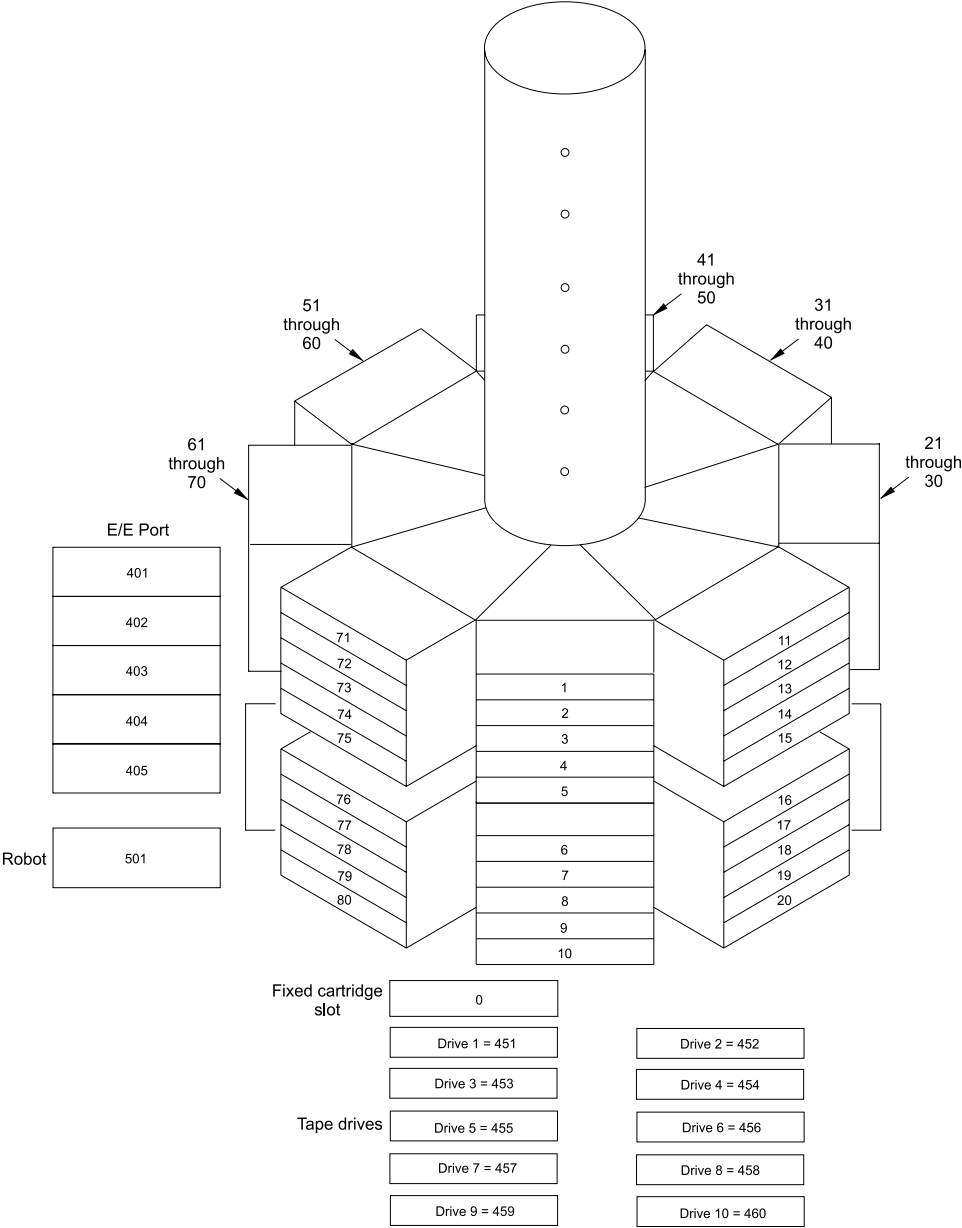 41
through
50
51
through
60
31
through
40
61
through
70
21
through
30
E/E Port
401
402
403
404
405
Robot
501
71
72
73
74
75
76
77
78
79
80
1
2
3
4
5
6
7
8
9
10
11
12
13
14
15
16
17
18
19
20
Fixed cartridge
slot
0
Drive 1 = 451
Drive 2 = 452
Drive 3 = 453
Drive 4 = 454
Tape drives
Drive 5 = 455
Drive 6 = 456
Drive 7 = 457
Drive 8 = 458
Drive 9 = 459
Drive 10 = 460